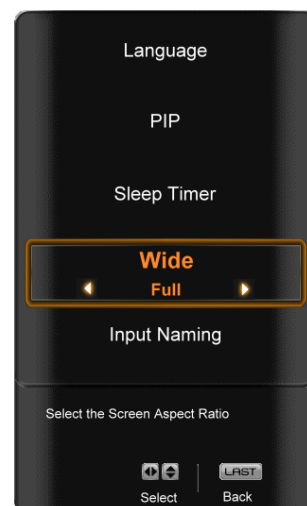 Language
PIP
Sleep Timer
Wide
Full
Input Naming
Select the Screen Aspect Ratio
LAST
Select
Back